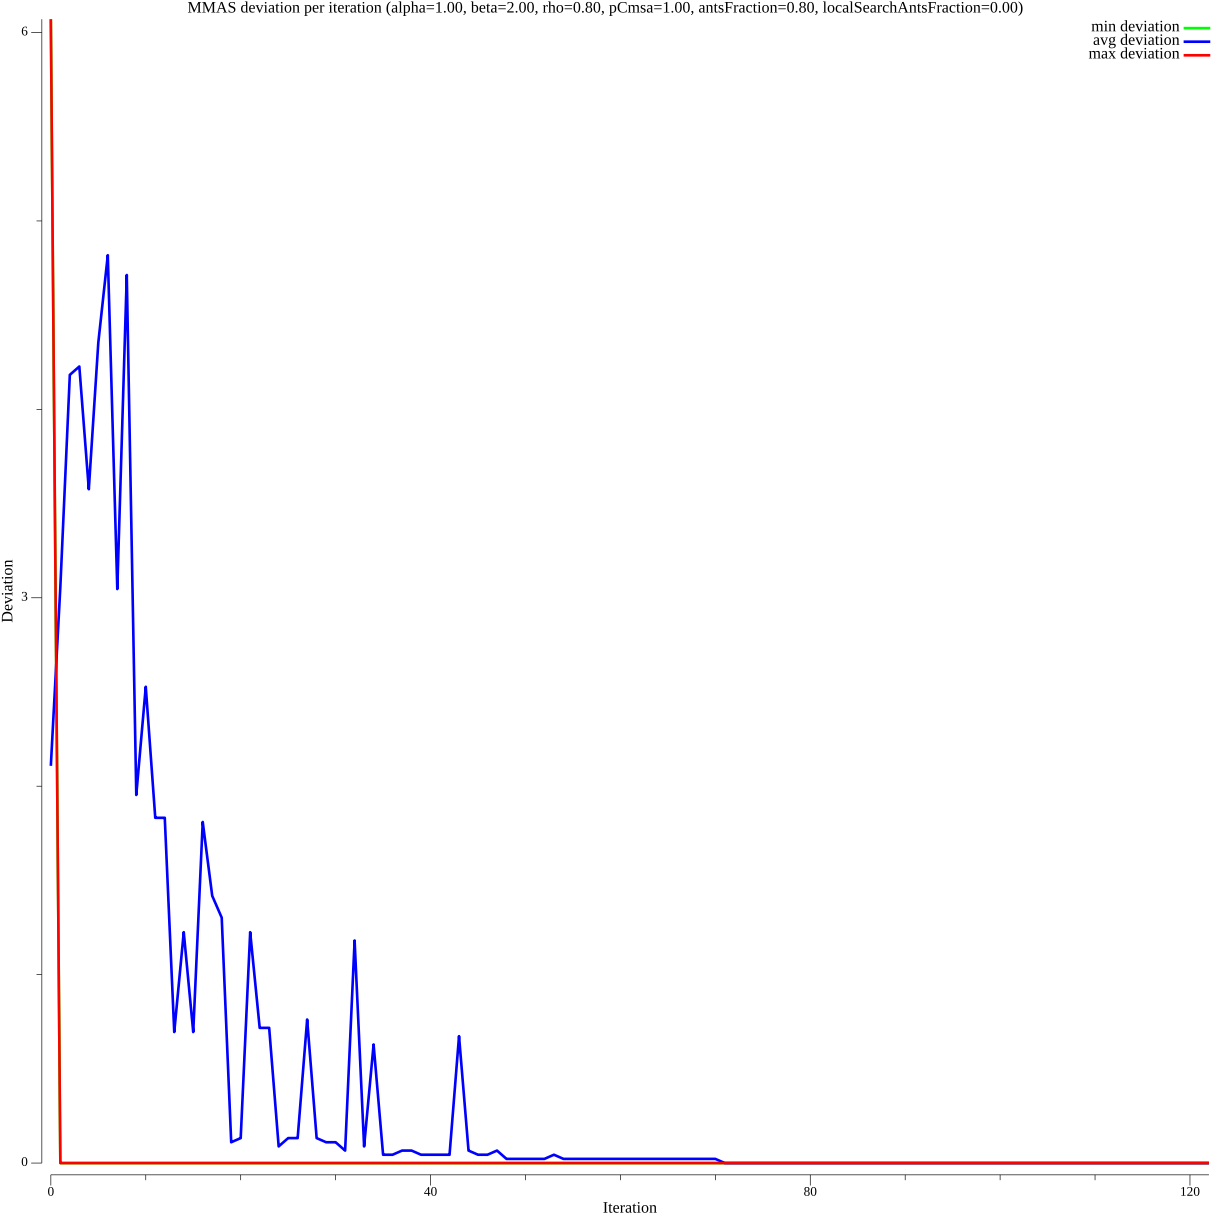 MMAS deviation per iteration (alpha=1.00, beta=2.00, rho=0.80, pCmsa=1.00, antsFraction=0.80, localSearchAntsFraction=0.00)
min deviation
avg deviation
max deviation
6
3
0
Deviation
0 40 80 120
Iteration